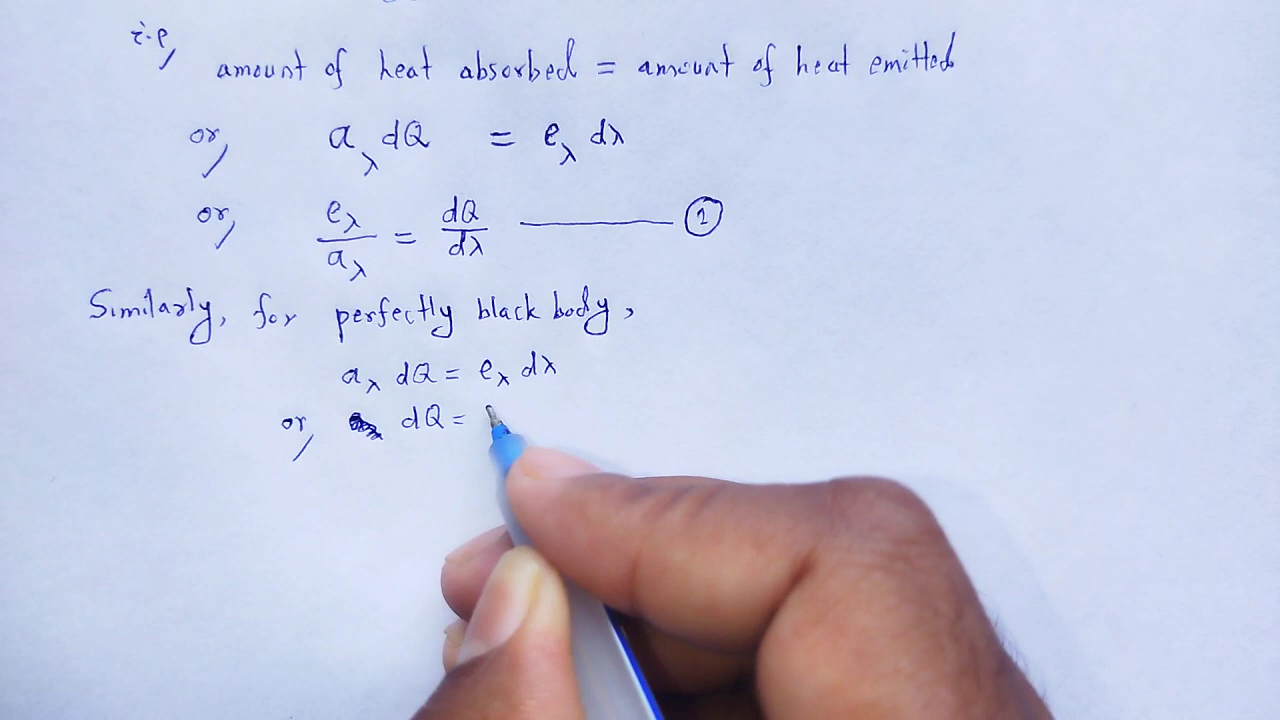 i.e,
amount of heat absorbed = amount of heat emitted
or, a_λ dQ = e_λ dλ
or, e_λ/a_λ = dQ/dλ ——— ①
Similarly, for perfectly black body,
a_λ dQ = e_λ dλ
or, dQ =